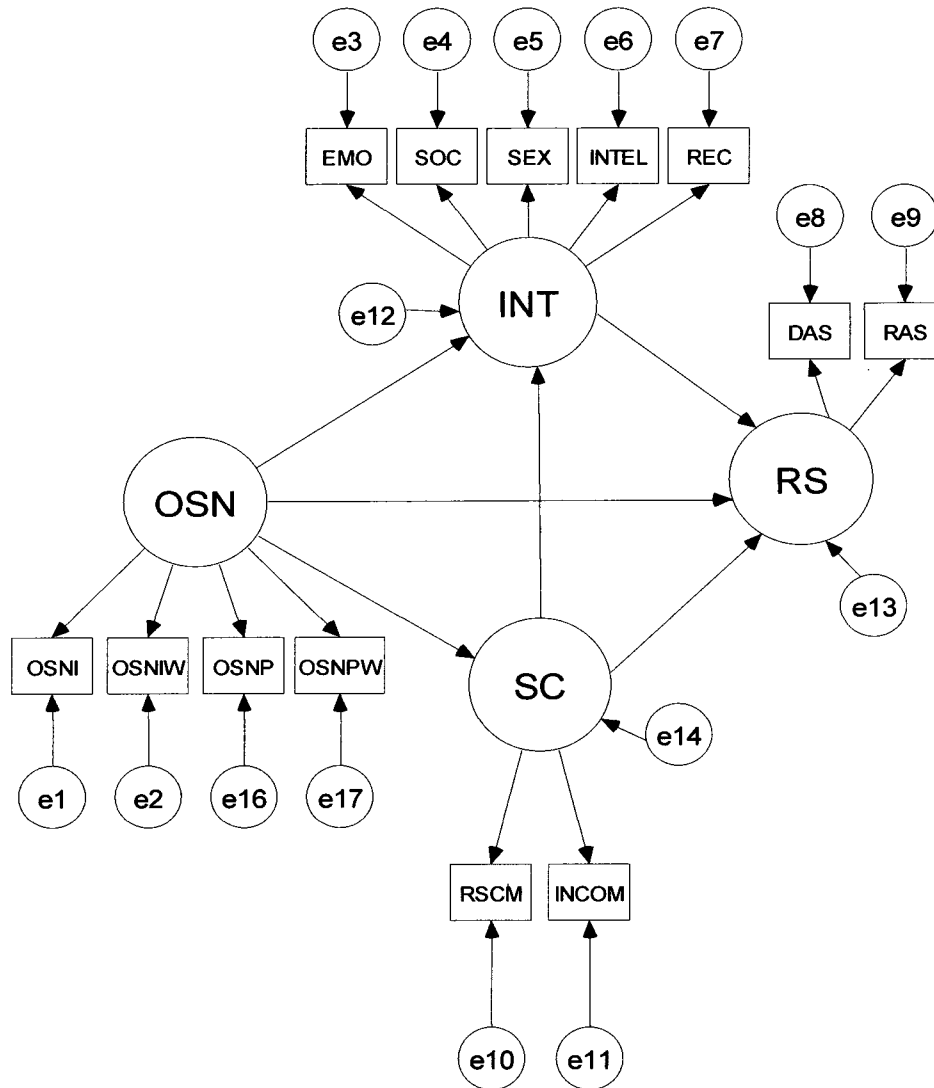 e3 e4 e5 e6 e7
EMO SOC SEX INTEL REC
e8 e9
INT
e12
DAS RAS
RS
OSN
e13
OSNI OSNIW OSNP OSNPW
SC
e14
e1 e2 e16 e17
RSCM INCOM
e10 e11